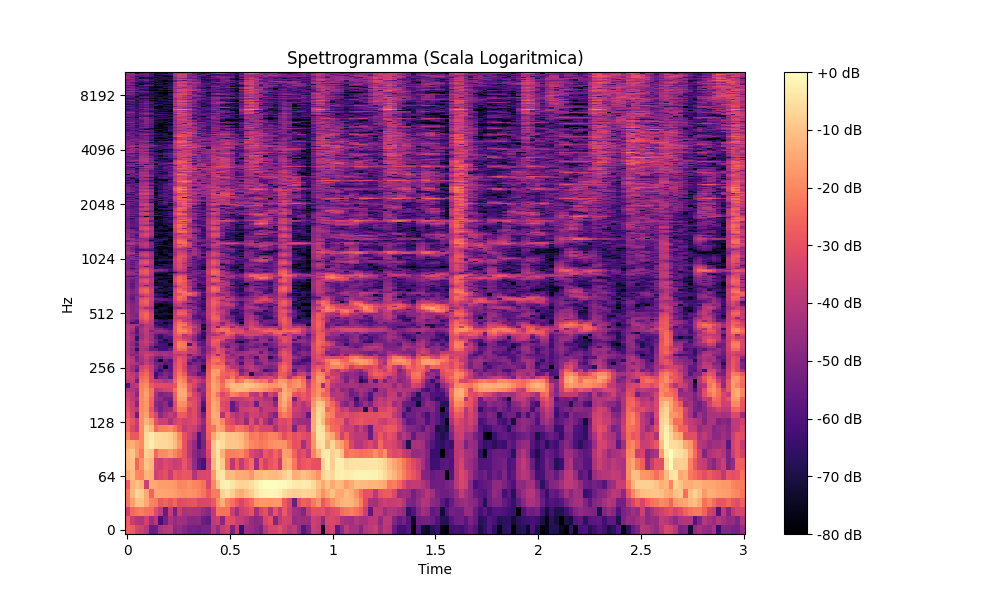 Spettrogramma (Scala Logaritmica)
Hz
8192
4096
2048
1024
512
256
128
64
0
0
0.5
1
1.5
2
2.5
3
Time
+0 dB
-10 dB
-20 dB
-30 dB
-40 dB
-50 dB
-60 dB
-70 dB
-80 dB